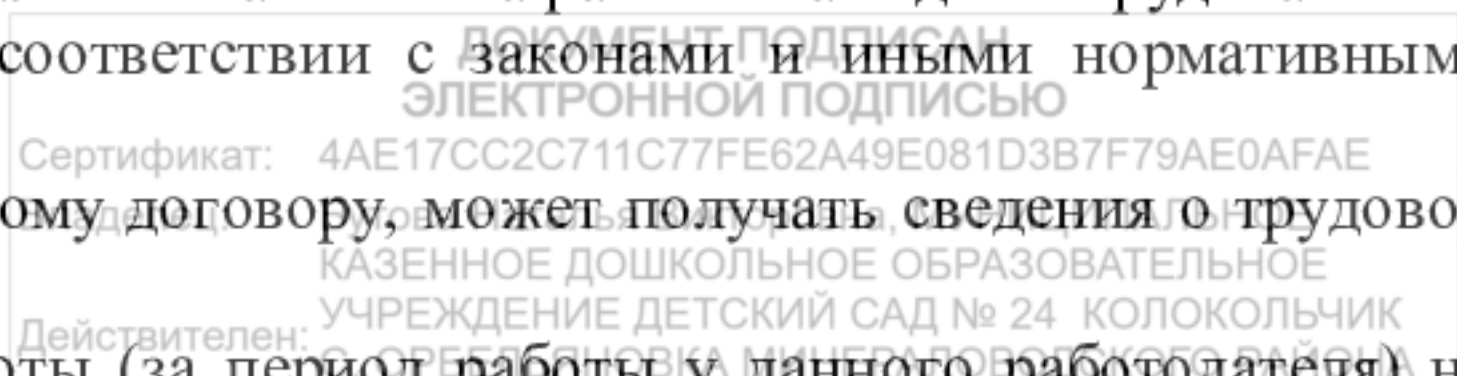 соответствии с законами и иными нормативным
ДОКУМЕНТ ПОДПИСАН
ЭЛЕКТРОННОЙ ПОДПИСЬЮ
Сертификат: 4AE17CC2C711C77FE62A49E081D3B7F79AE0AFAE
ому договору, может получать сведения о трудово
КАЗЕННОЕ ДОШКОЛЬНОЕ ОБРАЗОВАТЕЛЬНОЕ
УЧРЕЖДЕНИЕ ДЕТСКИЙ САД № 24 КОЛОКОЛЬЧИК
Действителен:
оты (за период работы у данного работодателя) н